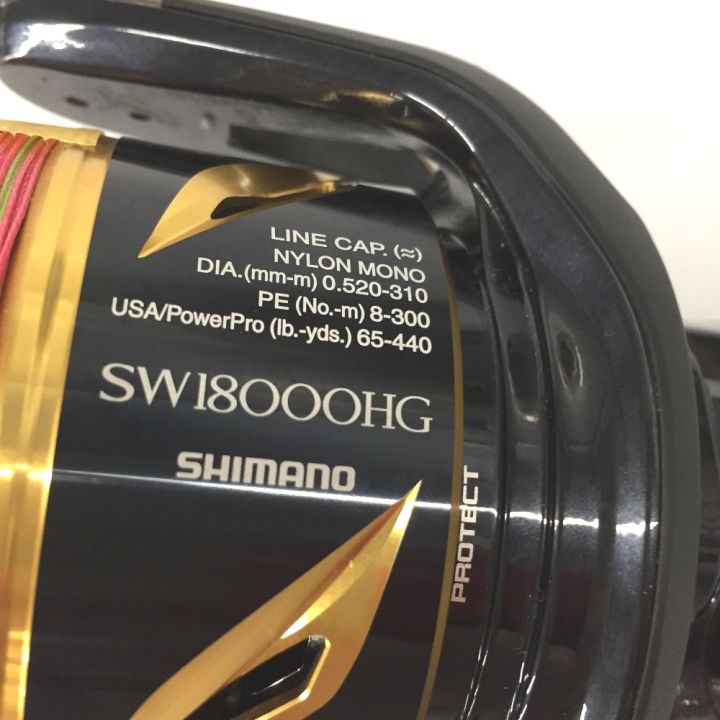 LINE CAP. (≈)
NYLON MONO
DIA.(mm-m) 0.520-310
PE (No.-m) 8-300
USA/PowerPro (lb.-yds.) 65-440
SW18000HG
SHIMANO
PROTECT